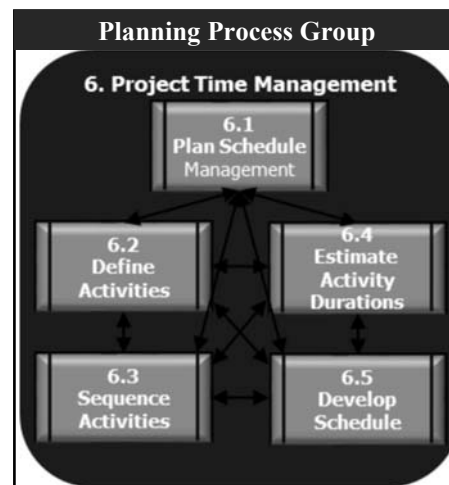 Planning Process Group
6. Project Time Management
6.1
Plan Schedule
Management
6.2
Define
Activities
6.4
Estimate
Activity
Durations
6.3
Sequence
Activities
6.5
Develop
Schedule